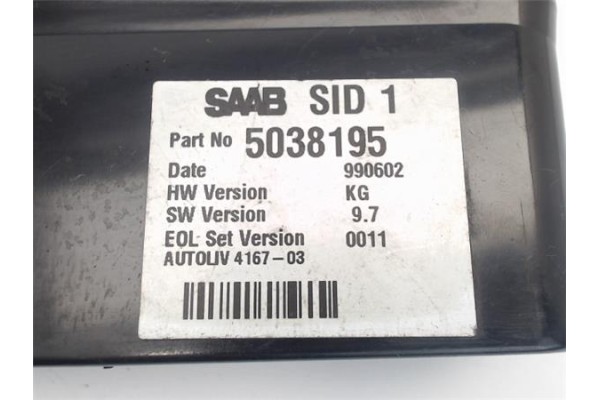 SAAB SID 1
Part No 5038195
Date 990602
HW Version KG
SW Version 9.7
EOL Set Version 0011
AUTOLIV 4167-03